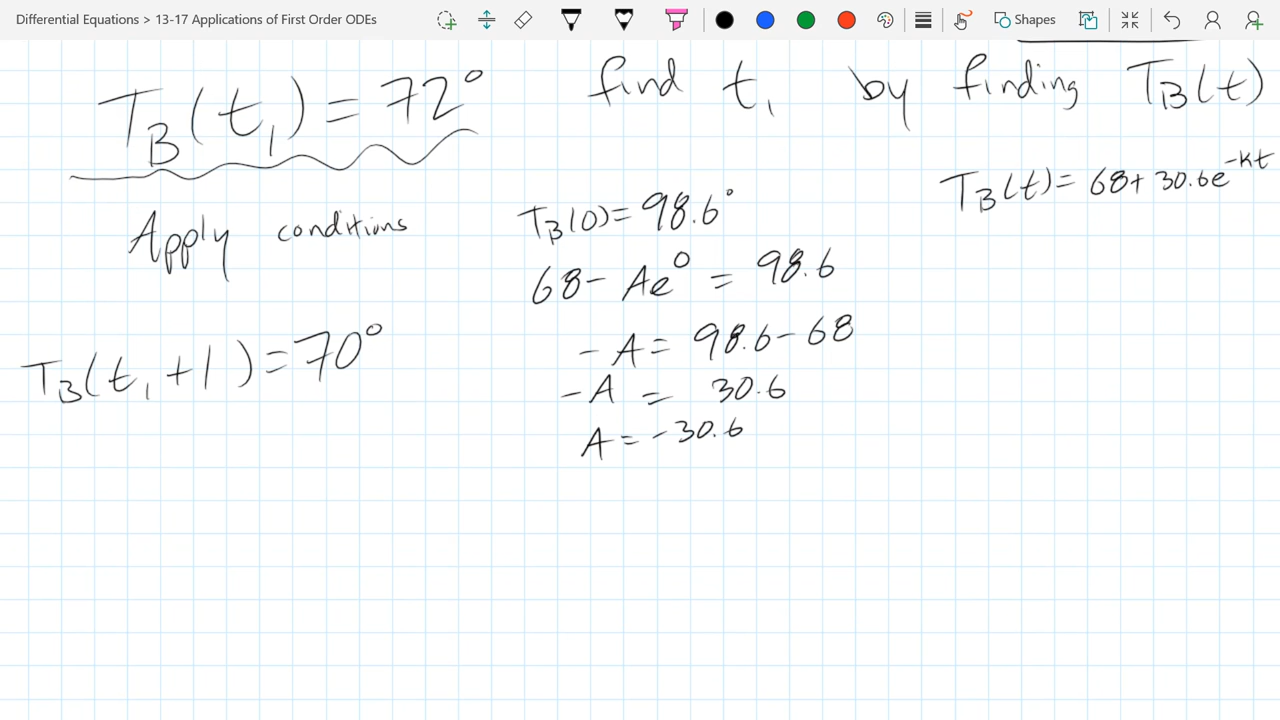 Differential Equations > 13-17 Applications of First Order ODEs
Shapes
T_B(t_1) = 72°
find t_1 by finding T_B(t)
T_B(t) = 68 + 30.6e^{-kt}
Apply conditions
T_B(0) = 98.6°
68 - Ae^0 = 98.6
-A = 98.6 - 68
-A = 30.6
A = -30.6
T_B(t_1 + 1) = 70°